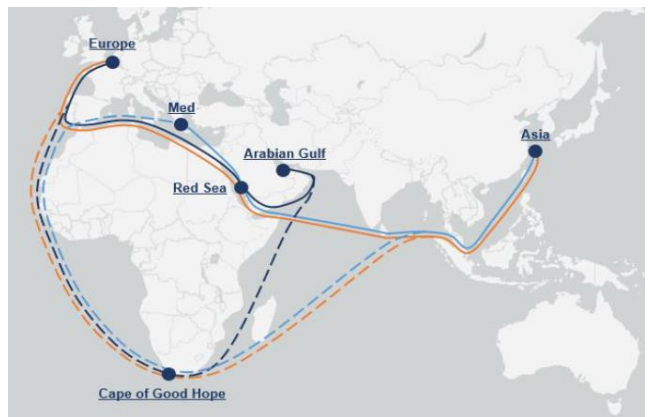 Europe
Med
Asia
Arabian Gulf
Red Sea
Cape of Good Hope